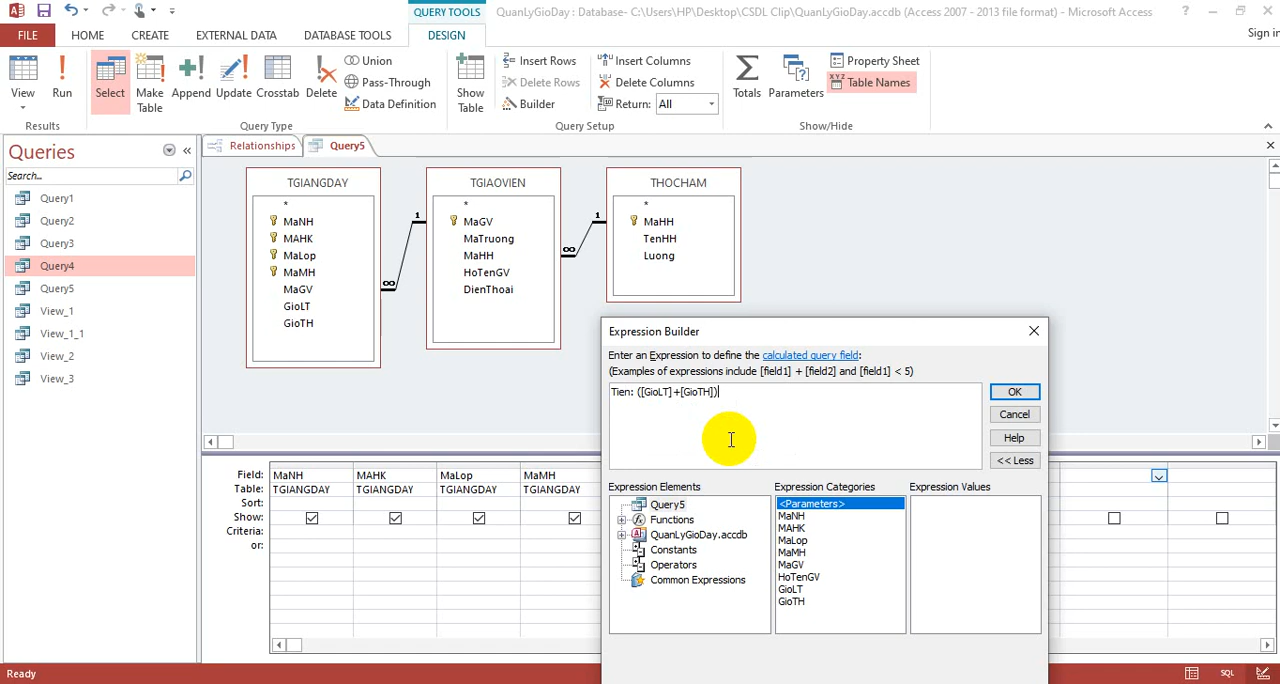 QUERY TOOLS
QuanLyGioDay : Database- C:\Users\HP\Desktop\CSDL Clip\QuanLyGioDay.accdb (Access 2007 - 2013 file format) - Microsoft Access
FILE HOME CREATE EXTERNAL DATA DATABASE TOOLS DESIGN Sign in
View
Run
Select
Make Table
Append
Update
Crosstab
Delete
Union
Pass-Through
Data Definition
Show Table
Insert Rows
Delete Rows
Builder
Insert Columns
Delete Columns
Return: All
Totals
Parameters
Property Sheet
Table Names
Results Query Type Query Setup Show/Hide
Queries
Search...
Query1
Query2
Query3
Query4
Query5
View_1
View_1_1
View_2
View_3
Relationships Query5
TGIANGDAY
*
MaNH
MAHK
MaLop
MaMH
MaGV
GioLT
GioTH
TGIAOVIEN
*
MaGV
MaTruong
MaHH
HoTenGV
DienThoai
THOCHAM
*
MaHH
TenHH
Luong
1
∞
1
∞
Expression Builder
Enter an Expression to define the calculated query field:
(Examples of expressions include [field1] + [field2] and [field1] < 5)
Tien: ([GioLT]+[GioTH])
OK
Cancel
Help
<< Less
Expression Elements
Query5
Functions
QuanLyGioDay.accdb
Constants
Operators
Common Expressions
Expression Categories
<Parameters>
MaNH
MAHK
MaLop
MaMH
MaGV
HoTenGV
GioLT
GioTH
Expression Values
Field: MaNH MAHK MaLop MaMH
Table: TGIANGDAY TGIANGDAY TGIANGDAY TGIANGDAY
Sort:
Show:
Criteria:
or:
Ready
SQL